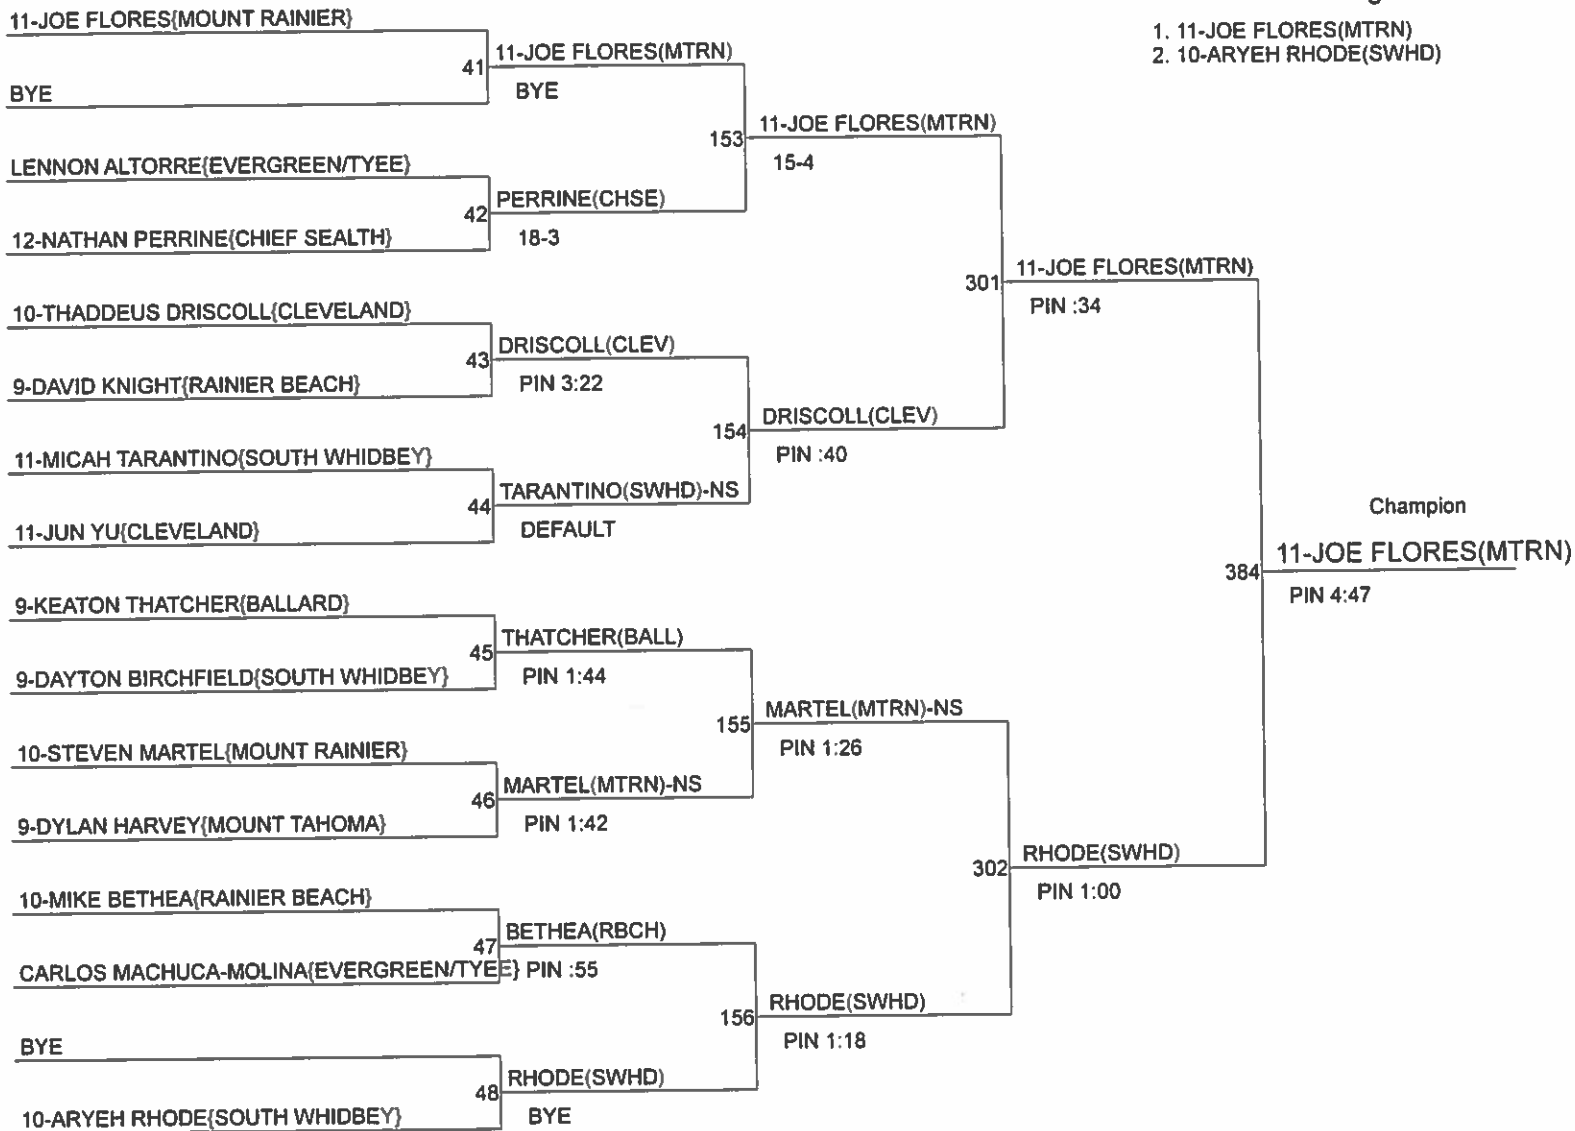 1. 11-JOE FLORES(MTRN)
2. 10-ARYEH RHODE(SWHD)
11-JOE FLORES{MOUNT RAINIER}
41
11-JOE FLORES(MTRN)
BYE
BYE
153
11-JOE FLORES(MTRN)
15-4
LENNON ALTORRE{EVERGREEN/TYEE}
42
PERRINE(CHSE)
18-3
12-NATHAN PERRINE{CHIEF SEALTH}
301
11-JOE FLORES(MTRN)
PIN :34
10-THADDEUS DRISCOLL{CLEVELAND}
43
DRISCOLL(CLEV)
PIN 3:22
9-DAVID KNIGHT{RAINIER BEACH}
154
DRISCOLL(CLEV)
PIN :40
11-MICAH TARANTINO{SOUTH WHIDBEY}
44
TARANTINO(SWHD)-NS
DEFAULT
11-JUN YU{CLEVELAND}
Champion
384
11-JOE FLORES(MTRN)
PIN 4:47
9-KEATON THATCHER{BALLARD}
45
THATCHER(BALL)
PIN 1:44
9-DAYTON BIRCHFIELD{SOUTH WHIDBEY}
155
MARTEL(MTRN)-NS
PIN 1:26
10-STEVEN MARTEL{MOUNT RAINIER}
46
MARTEL(MTRN)-NS
PIN 1:42
9-DYLAN HARVEY{MOUNT TAHOMA}
302
RHODE(SWHD)
PIN 1:00
10-MIKE BETHEA{RAINIER BEACH}
47
BETHEA(RBCH)
CARLOS MACHUCA-MOLINA{EVERGREEN/TYEE} PIN :55
156
RHODE(SWHD)
PIN 1:18
BYE
48
RHODE(SWHD)
BYE
10-ARYEH RHODE{SOUTH WHIDBEY}